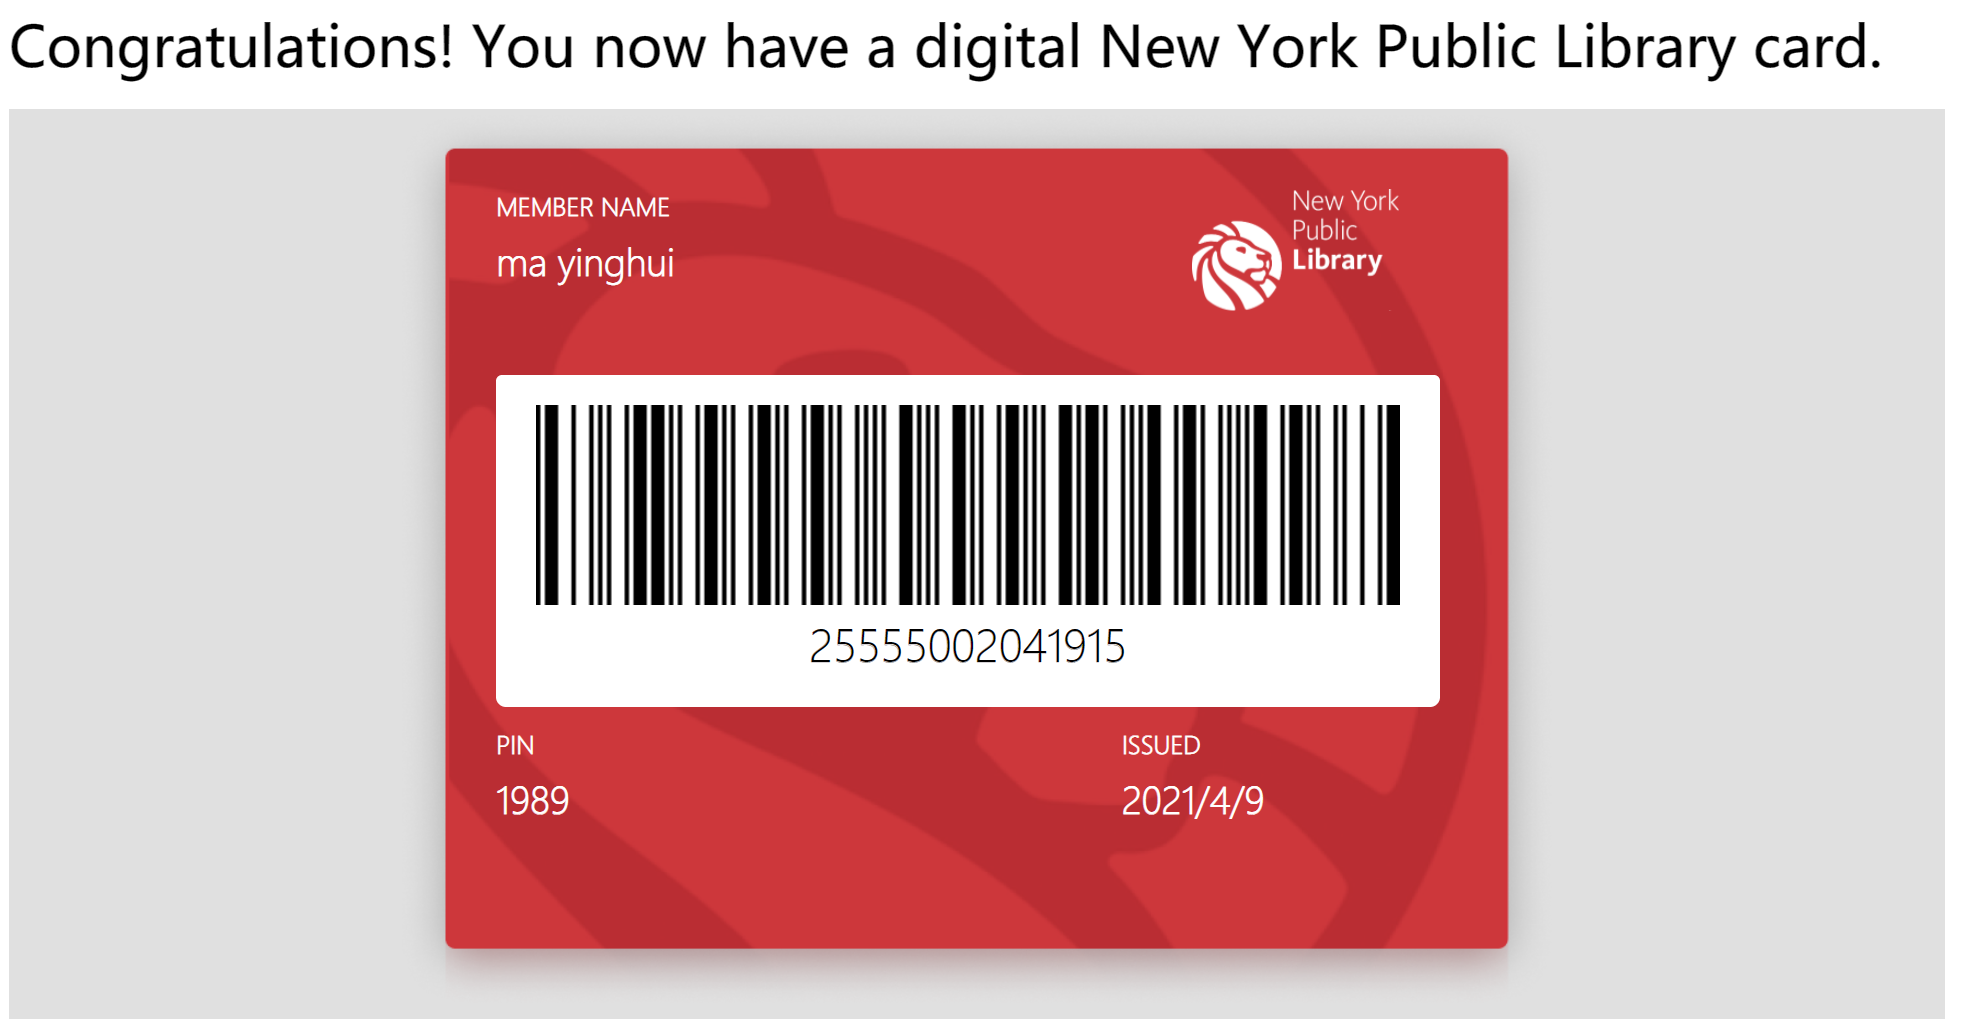 Congratulations! You now have a digital New York Public Library card.
MEMBER NAME
ma yinghui
New York
Public
Library
25555002041915
PIN
1989
ISSUED
2021/4/9